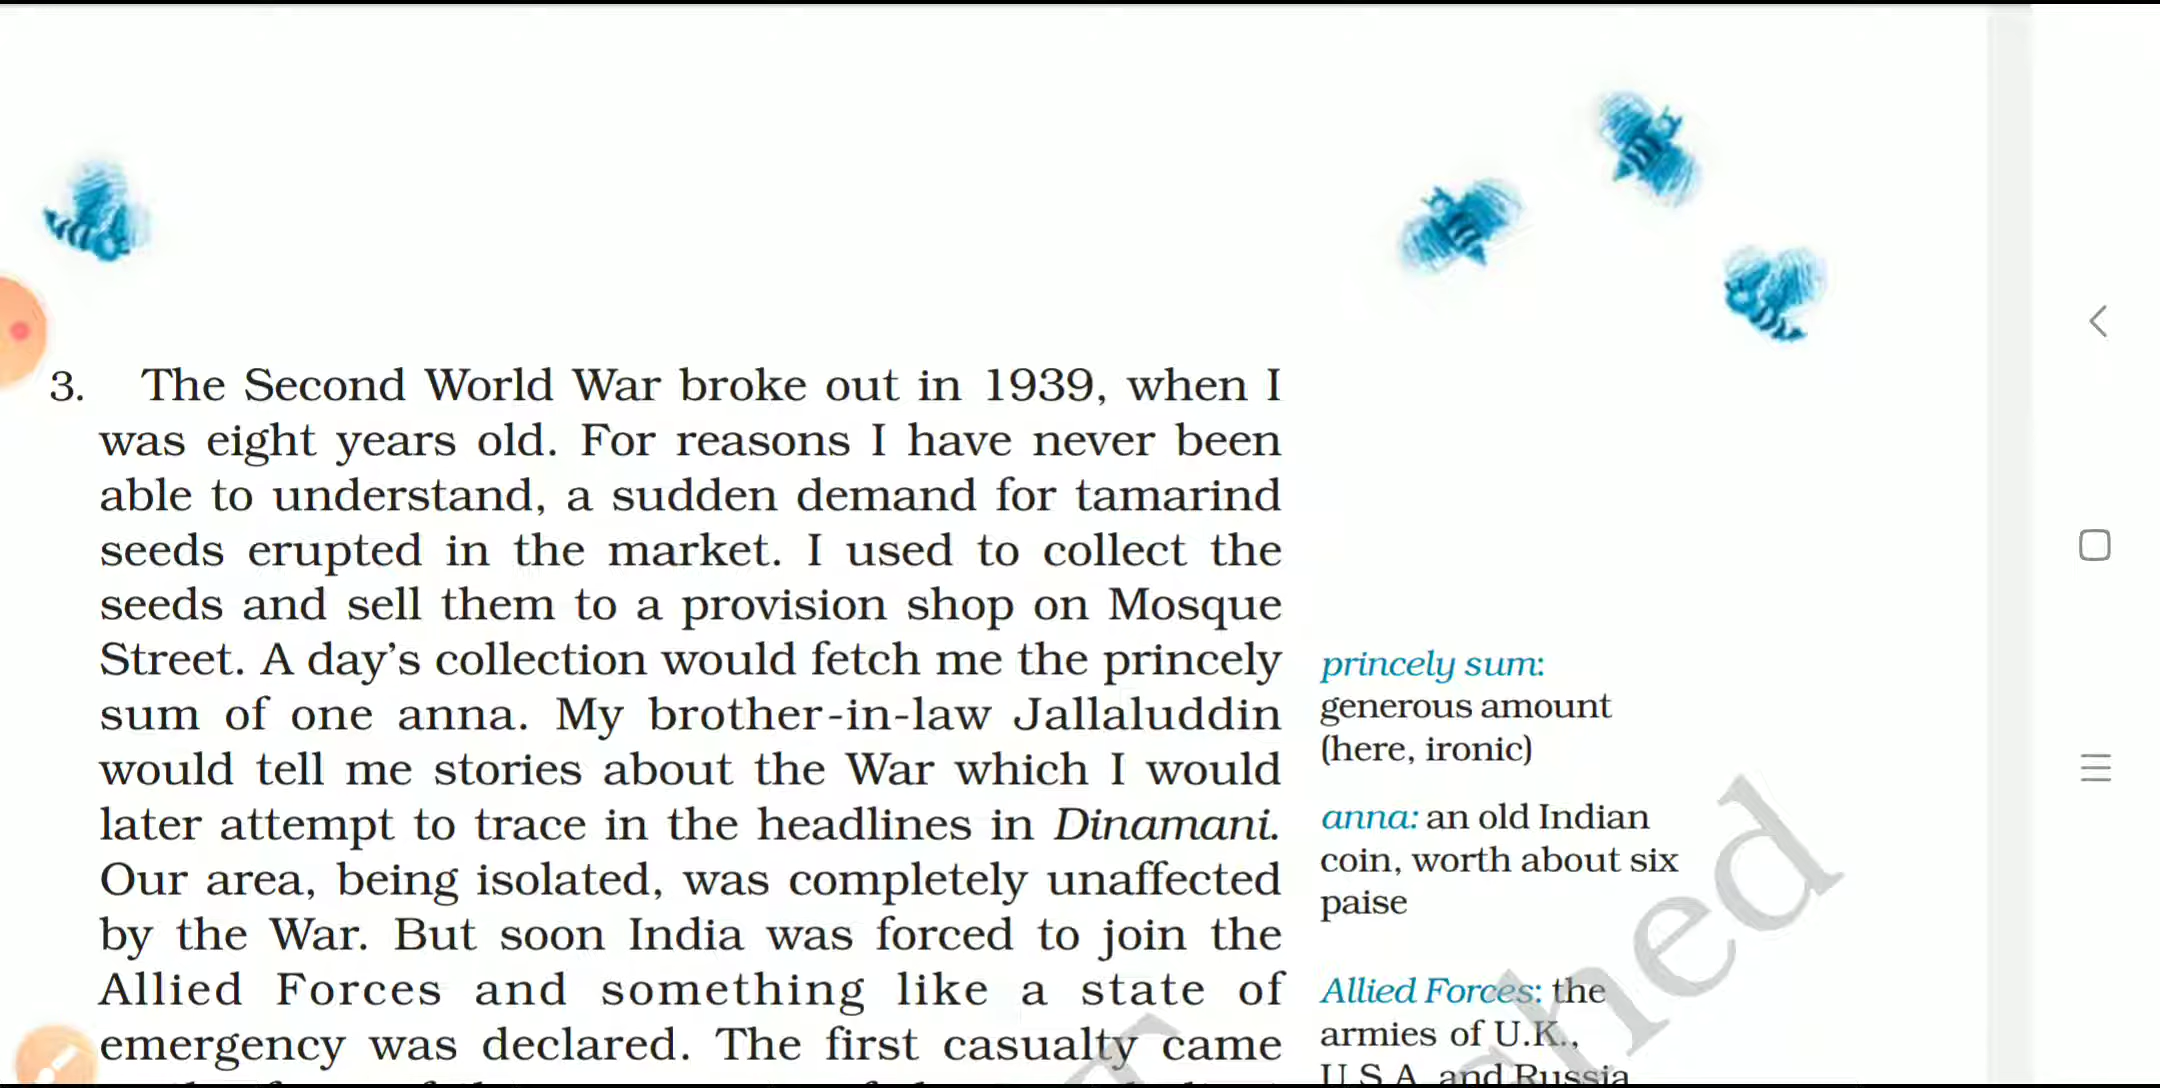 3. The Second World War broke out in 1939, when I
was eight years old. For reasons I have never been
able to understand, a sudden demand for tamarind
seeds erupted in the market. I used to collect the
seeds and sell them to a provision shop on Mosque
Street. A day’s collection would fetch me the princely
sum of one anna. My brother-in-law Jallaluddin
would tell me stories about the War which I would
later attempt to trace in the headlines in Dinamani.
Our area, being isolated, was completely unaffected
by the War. But soon India was forced to join the
Allied Forces and something like a state of
emergency was declared. The first casualty came
princely sum:
generous amount
(here, ironic)
anna: an old Indian
coin, worth about six
paise
Allied Forces: the
armies of U.K.,
U.S.A. and Russia